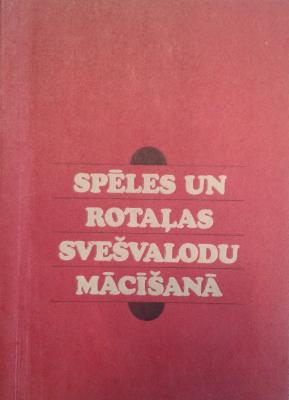 SPĒLES UN
ROTAĻAS
SVEŠVALODU
MĀCĪŠANĀ